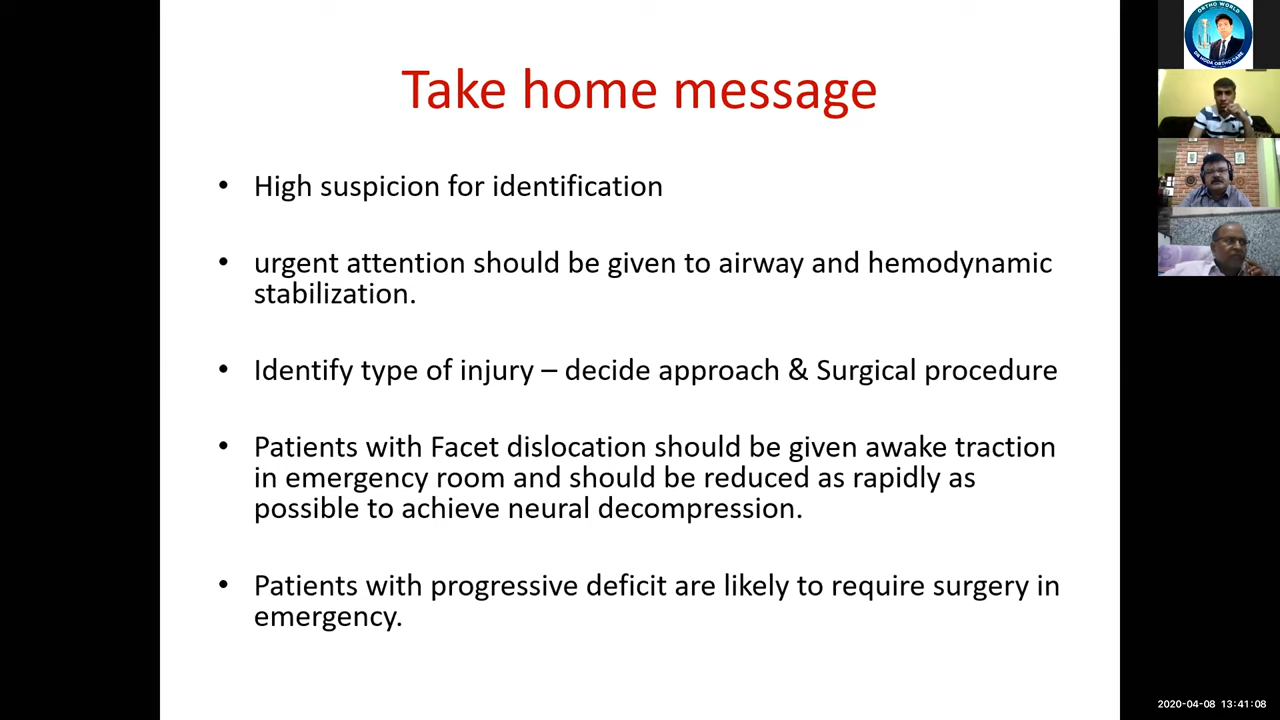 Take home message
• High suspicion for identification
• urgent attention should be given to airway and hemodynamic
stabilization.
• Identify type of injury – decide approach & Surgical procedure
• Patients with Facet dislocation should be given awake traction
in emergency room and should be reduced as rapidly as
possible to achieve neural decompression.
• Patients with progressive deficit are likely to require surgery in
emergency.
ORTHO WORLD
2020-04-08 13:41:08